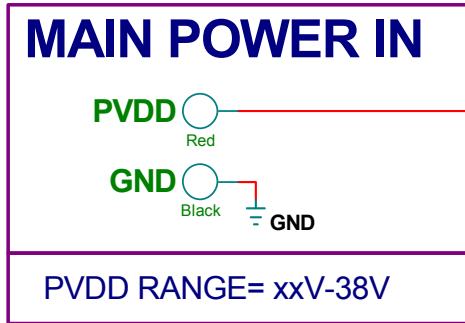 MAIN POWER IN
PVDD
Red
GND
Black
GND
PVDD RANGE= xxV-38V